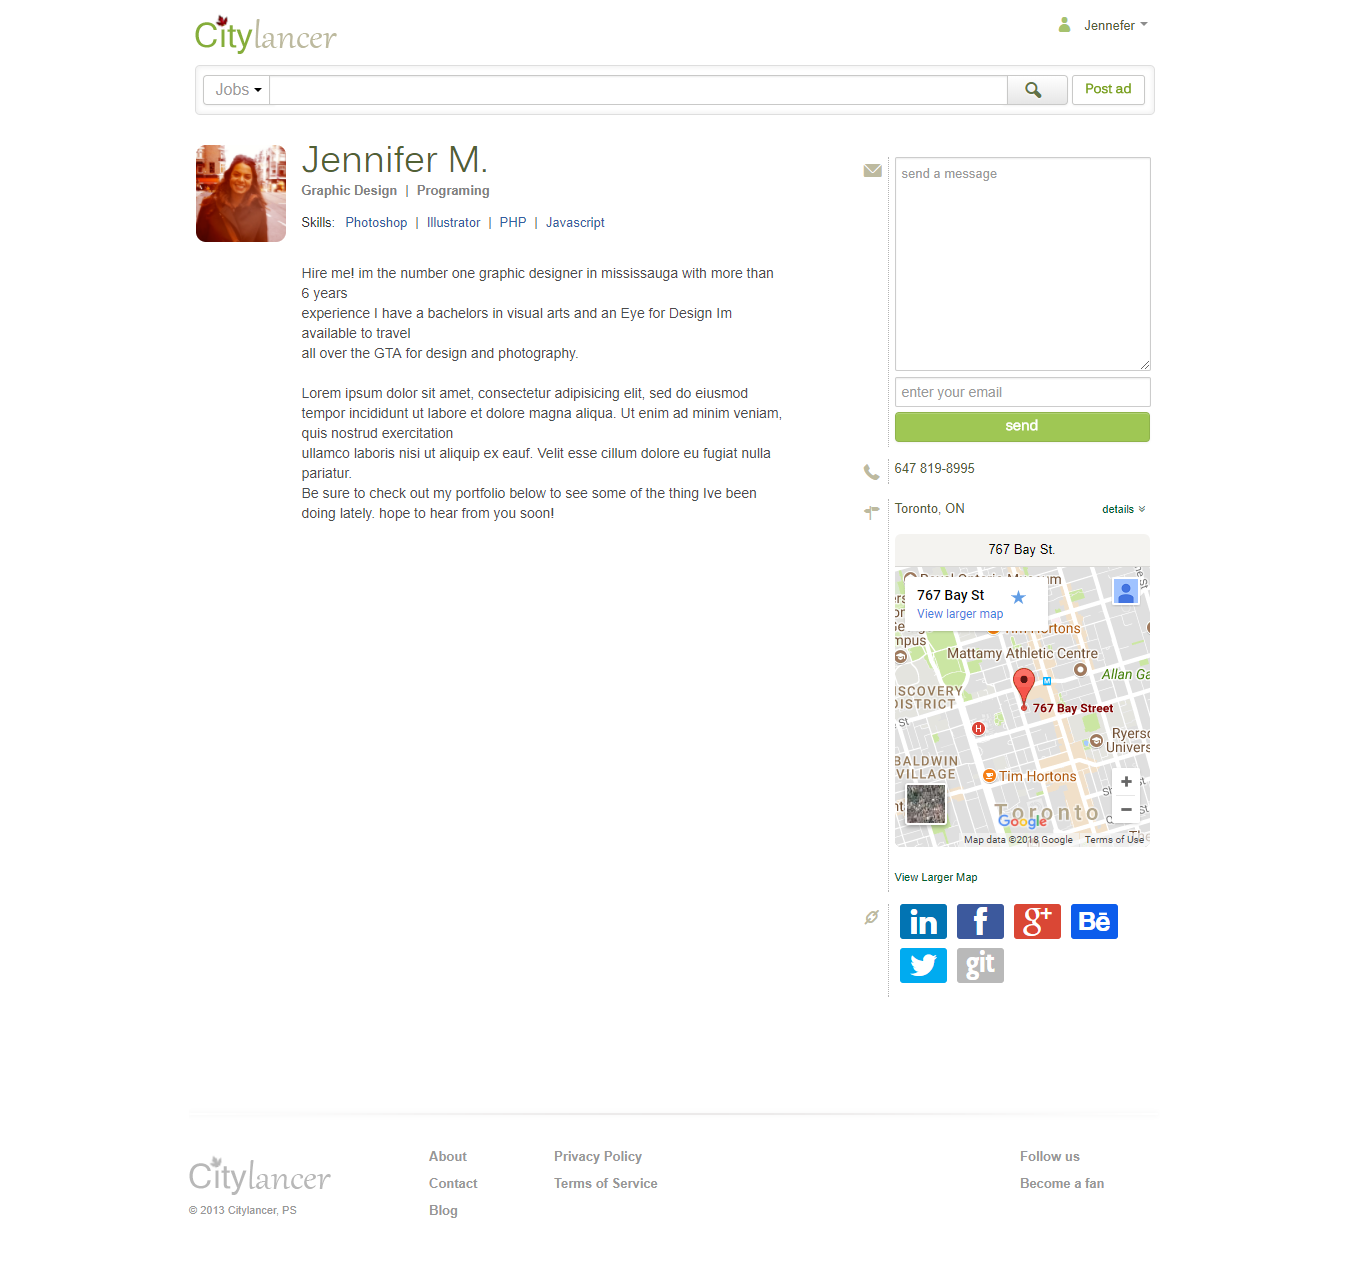 Citylancer
Jennefer
Jobs
Post ad
Jennifer M.
Graphic Design | Programing
Skills: Photoshop | Illustrator | PHP | Javascript
Hire me! im the number one graphic designer in mississauga with more than
6 years
experience I have a bachelors in visual arts and an Eye for Design Im
available to travel
all over the GTA for design and photography.
Lorem ipsum dolor sit amet, consectetur adipisicing elit, sed do eiusmod
tempor incididunt ut labore et dolore magna aliqua. Ut enim ad minim veniam,
quis nostrud exercitation
ullamco laboris nisi ut aliquip ex eauf. Velit esse cillum dolore eu fugiat nulla
pariatur.
Be sure to check out my portfolio below to see some of the thing Ive been
doing lately. hope to hear from you soon!
send a message
enter your email
send
647 819-8995
Toronto, ON
details
767 Bay St.
767 Bay St
View larger map
Tim Hortons
Mattamy Athletic Centre
Allan Ga
ISCOVERY
DISTRICT
St
767 Bay Street
H
Ryerso
Univers
BALDWIN
VILLAGE
Tim Hortons
+
−
Toronto
Google
Map data ©2018 Google
Terms of Use
View Larger Map
in
f
g+
Bē
git
Citylancer
© 2013 Citylancer, PS
About
Contact
Blog
Privacy Policy
Terms of Service
Follow us
Become a fan